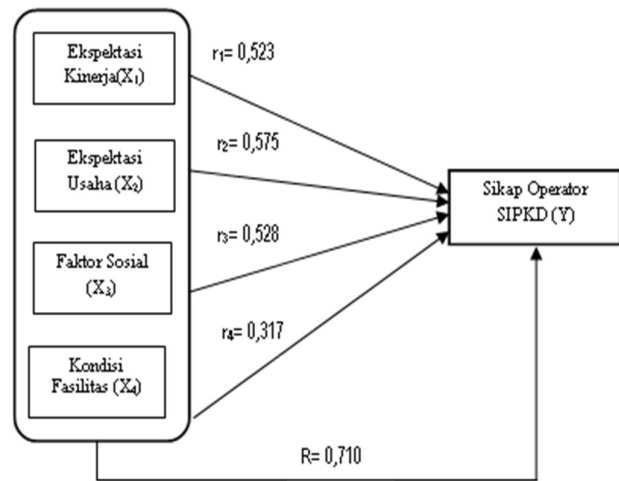 Ekspektasi
Kinerja(X₁)
r₁= 0,523
Ekspektasi
Usaha (X₂)
r₂= 0,575
Sikap Operator
SIPKD (Y)
Faktor Sosial
(X₃)
r₃= 0,528
Kondisi
Fasilitas (X₄)
r₄= 0,317
R= 0,710